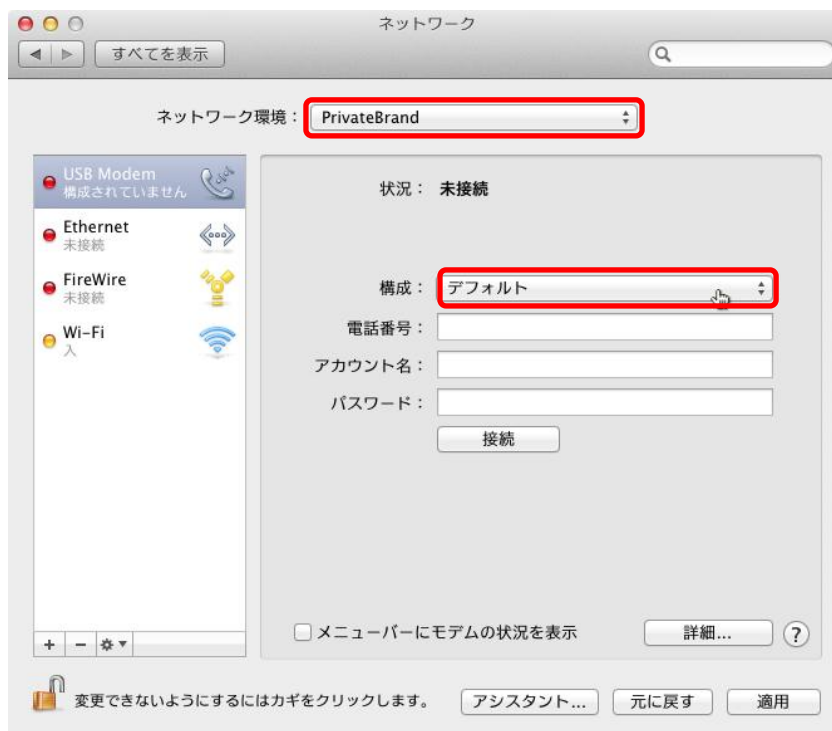 ネットワーク
すべてを表示
ネットワーク環境： PrivateBrand
USB Modem
構成されていません
Ethernet
未接続
FireWire
未接続
Wi-Fi
入
状況： 未接続
構成： デフォルト
電話番号：
アカウント名：
パスワード：
接続
メニューバーにモデムの状況を表示
詳細... ?
+ −
変更できないようにするにはカギをクリックします。
アシスタント... 元に戻す 適用